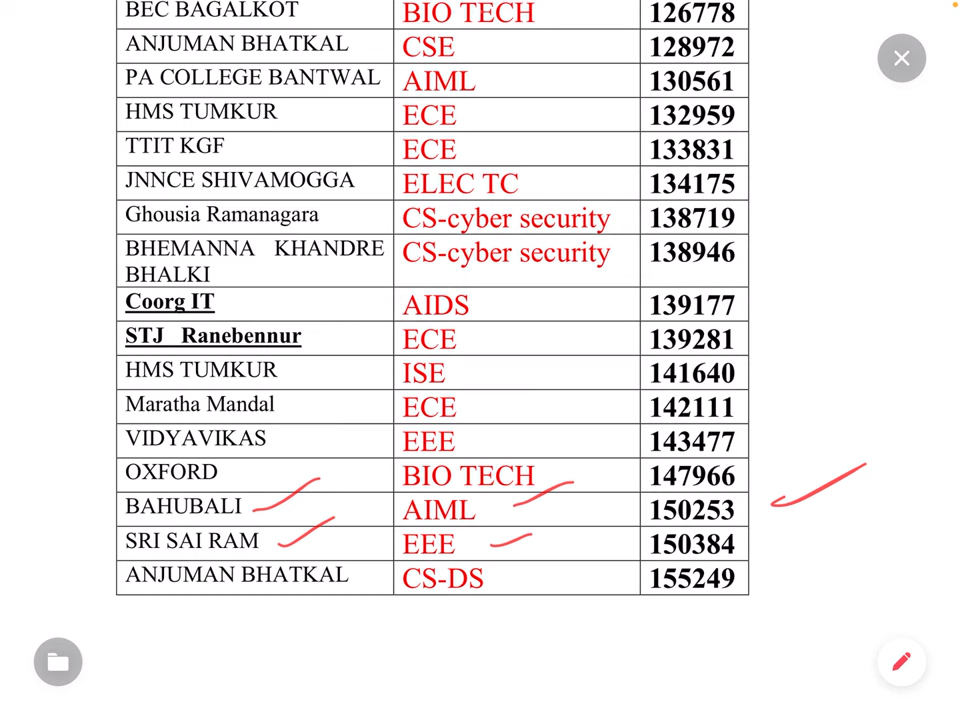 BEC BAGALKOT BIO TECH 126778
ANJUMAN BHATKAL CSE 128972
PA COLLEGE BANTWAL AIML 130561
HMS TUMKUR ECE 132959
TTIT KGF ECE 133831
JNNCE SHIVAMOGGA ELEC TC 134175
Ghousia Ramanagara CS-cyber security 138719
BHEMANNA KHANDRE CS-cyber security 138946
BHALKI
Coorg IT AIDS 139177
STJ Ranebennur ECE 139281
HMS TUMKUR ISE 141640
Maratha Mandal ECE 142111
VIDYAVIKAS EEE 143477
OXFORD BIO TECH 147966
BAHUBALI AIML 150253
SRI SAI RAM EEE 150384
ANJUMAN BHATKAL CS-DS 155249